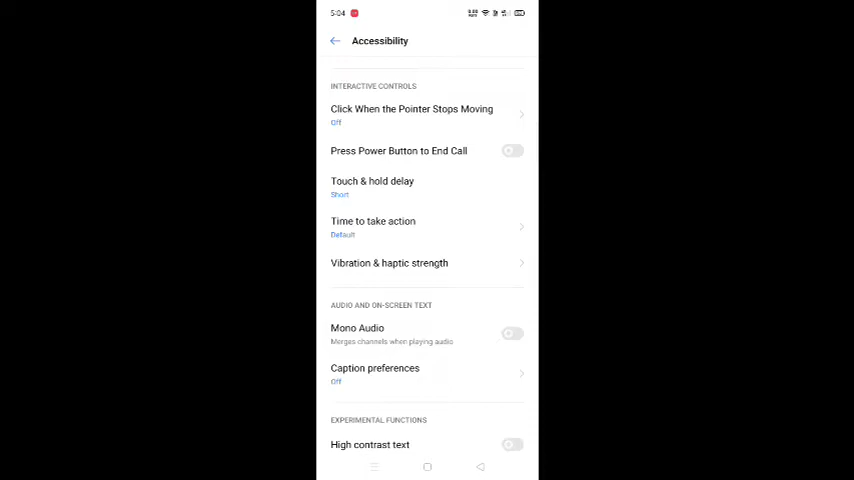 5:04
Accessibility
INTERACTIVE CONTROLS
Click When the Pointer Stops Moving
Off
Press Power Button to End Call
Touch & hold delay
Short
Time to take action
Default
Vibration & haptic strength
AUDIO AND ON-SCREEN TEXT
Mono Audio
Merges channels when playing audio
Caption preferences
Off
EXPERIMENTAL FUNCTIONS
High contrast text